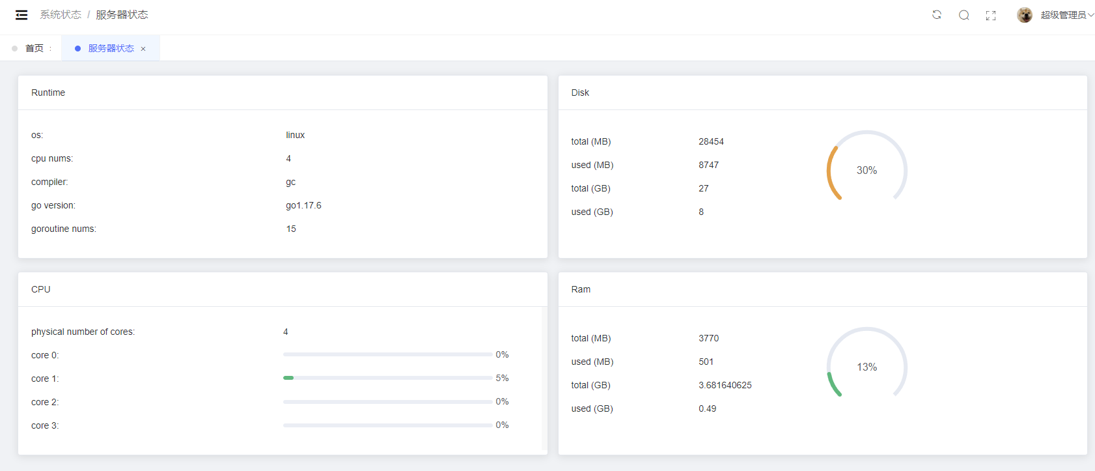 系统状态 / 服务器状态 超级管理员
首页 服务器状态 ×
Runtime
os: linux
cpu nums: 4
compiler: gc
go version: go1.17.6
goroutine nums: 15
Disk
total (MB) 28454
used (MB) 8747
total (GB) 27
used (GB) 8
30%
CPU
physical number of cores: 4
core 0: 0%
core 1: 5%
core 2: 0%
core 3: 0%
Ram
total (MB) 3770
used (MB) 501
total (GB) 3.681640625
used (GB) 0.49
13%